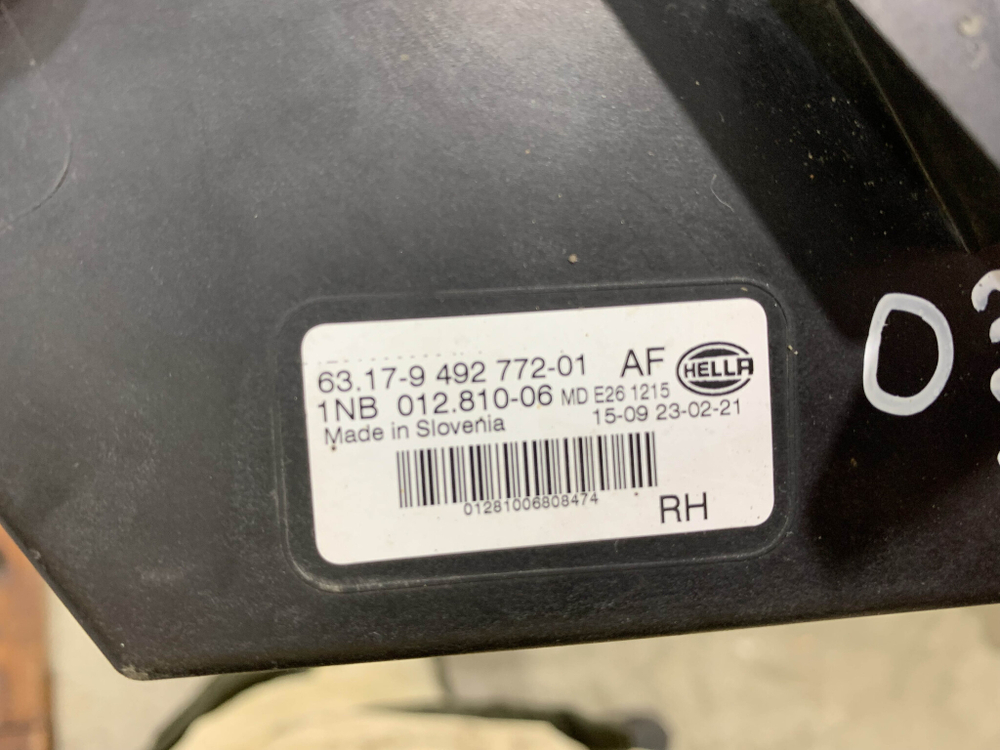 63.17-9 492 772-01 AF HELLA
1NB 012.810-06 MD E26 1215
Made in Slovenia 15-09 23-02-21
01281006808474
RH